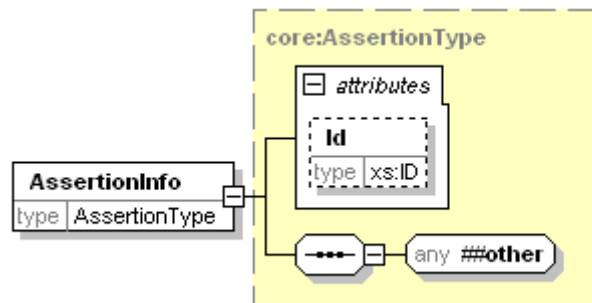 core:AssertionType
attributes
Id
type xs:ID
AssertionInfo
type AssertionType
any ##other